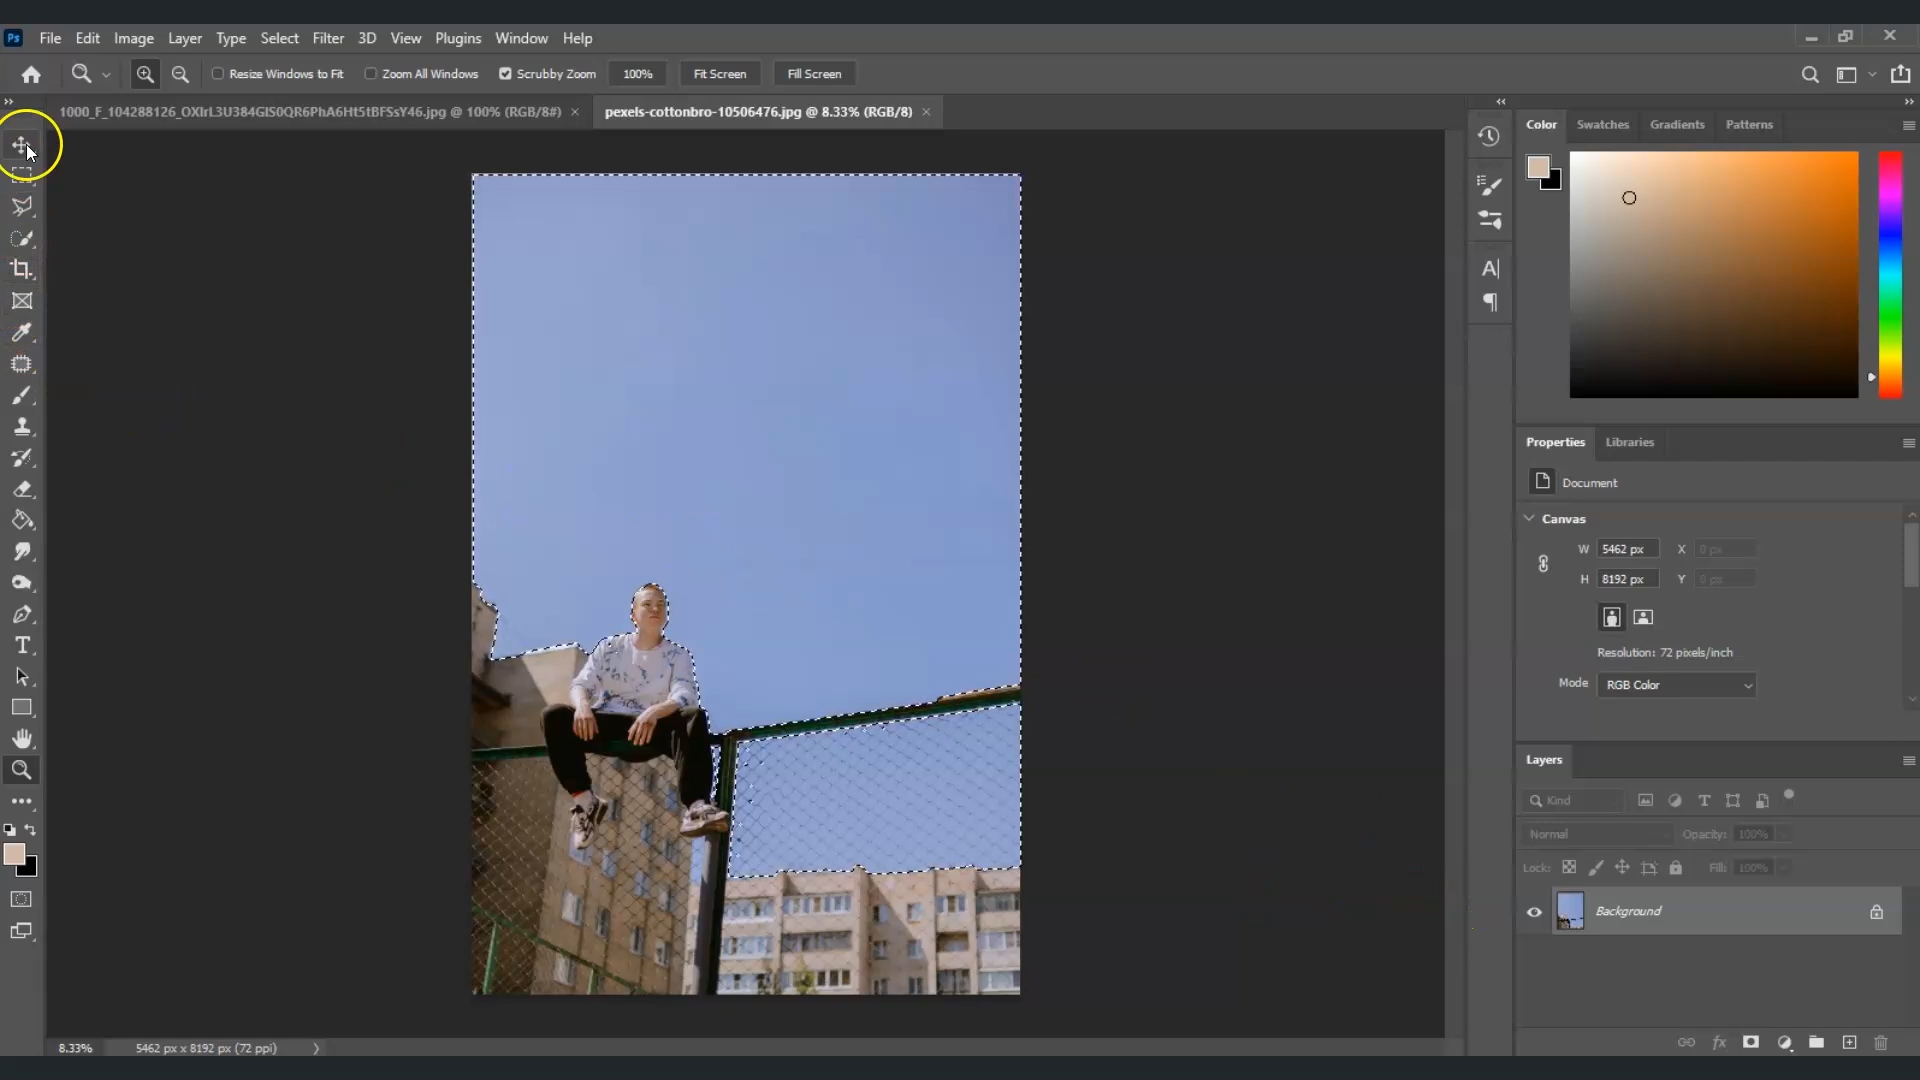 Ps File Edit Image Layer Type Select Filter 3D View Plugins Window Help
Resize Windows to Fit Zoom All Windows Scrubby Zoom 100% Fit Screen Fill Screen
1000_F_104288126_OXIrL3U384GlS0QR6PhA6Ht5tBFSsY46.jpg @ 100% (RGB/8#) × pexels-cottonbro-10506476.jpg @ 8.33% (RGB/8) ×
Color Swatches Gradients Patterns
Properties Libraries
Document
Canvas
W 5462 px X 0 px
H 8192 px Y 0 px
Resolution: 72 pixels/inch
Mode RGB Color
Layers
Kind
Normal Opacity: 100%
Lock: Fill: 100%
Background
fx
8.33% 5462 px x 8192 px (72 ppi)